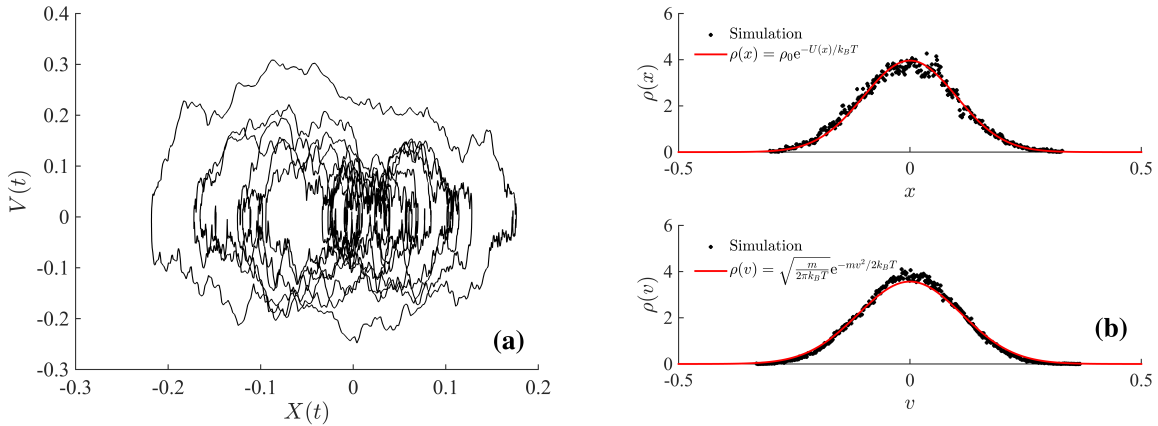 0.4
0.3
0.2
0.1
0
-0.1
-0.2
-0.3
V(t)
-0.3 -0.2 -0.1 0 0.1 0.2
X(t)
(a)
6
4
2
0
ρ(x)
Simulation
ρ(x) = ρ₀e^{-U(x)/k_BT}
-0.5 0 0.5
x
6
4
2
0
ρ(v)
Simulation
ρ(v) = √(m/2πk_BT) e^{-mv²/2k_BT}
(b)
-0.5 0 0.5
v